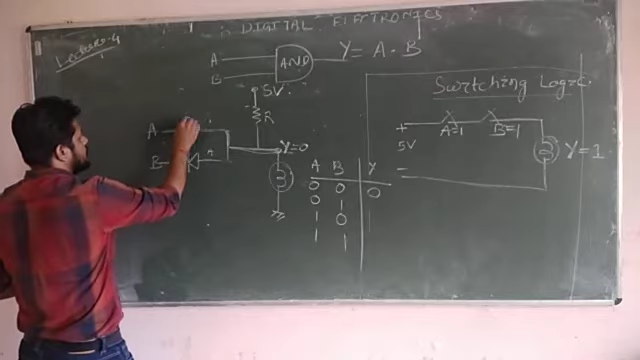 DIGITAL ELECTRONICS
Lecture-4
A
B
AND
Y = A . B
5V
R
Switching Logic
A
B
A
Y=0
A B Y
0 0 0
0 1
1 0
1 1
+
5V
-
A=1
B=1
Y=1